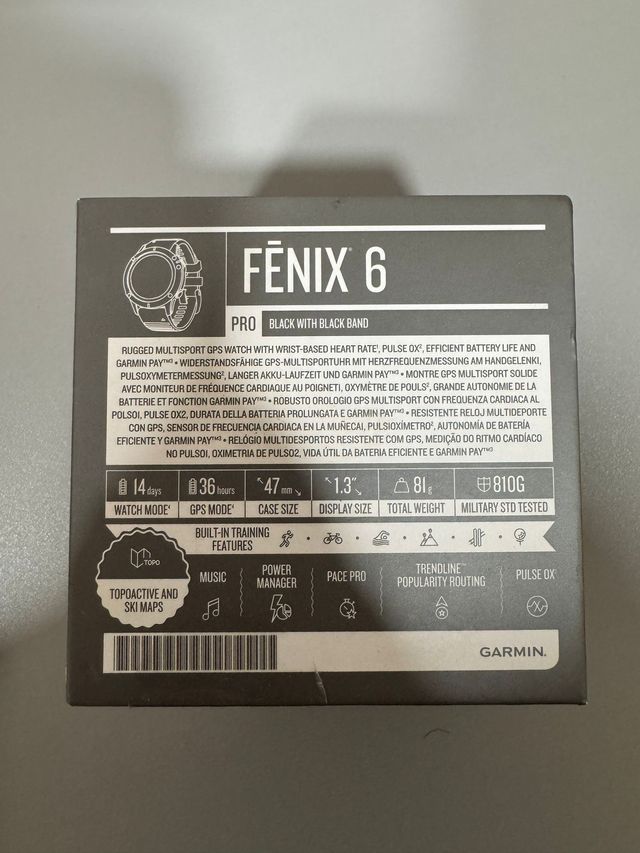 FĒNIX® 6
PRO BLACK WITH BLACK BAND
RUGGED MULTISPORT GPS WATCH WITH WRIST-BASED HEART RATE¹, PULSE OX², EFFICIENT BATTERY LIFE AND
GARMIN PAY™³ • WIDERSTANDSFÄHIGE GPS-MULTISPORTUHR MIT HERZFREQUENZMESSUNG AM HANDGELENK¹,
PULSOXYMETERMESSUNG², LANGER AKKU-LAUFZEIT UND GARMIN PAY™³ • MONTRE GPS MULTISPORT SOLIDE
AVEC MONITEUR DE FRÉQUENCE CARDIAQUE AU POIGNET¹, OXYMÈTRE DE POULS², GRANDE AUTONOMIE DE LA
BATTERIE ET FONCTION GARMIN PAY™³ • ROBUSTO OROLOGIO GPS MULTISPORT CON FREQUENZA CARDIACA AL
POLSO¹, PULSE OX2, DURATA DELLA BATTERIA PROLUNGATA E GARMIN PAY™³ • RESISTENTE RELOJ MULTIDEPORTE
CON GPS, SENSOR DE FRECUENCIA CARDIACA EN LA MUÑECA¹, PULSIOXÍMETRO², AUTONOMÍA DE BATERÍA
EFICIENTE Y GARMIN PAY™³ • RELÓGIO MULTIDESPORTOS RESISTENTE COM GPS, MEDIÇÃO DO RITMO CARDÍACO
NO PULSO¹, OXIMETRIA DE PULSO2, VIDA ÚTIL DA BATERIA EFICIENTE E GARMIN PAY™³
14 days 36 hours 47 mm 1.3" 81g 810G
WATCH MODE⁴ GPS MODE⁴ CASE SIZE DISPLAY SIZE TOTAL WEIGHT MILITARY STD TESTED
BUILT-IN TRAINING
FEATURES
TOPO
TOPOACTIVE AND
SKI MAPS
MUSIC
POWER
MANAGER
PACE PRO
TRENDLINE™
POPULARITY ROUTING
PULSE OX²
GARMIN.